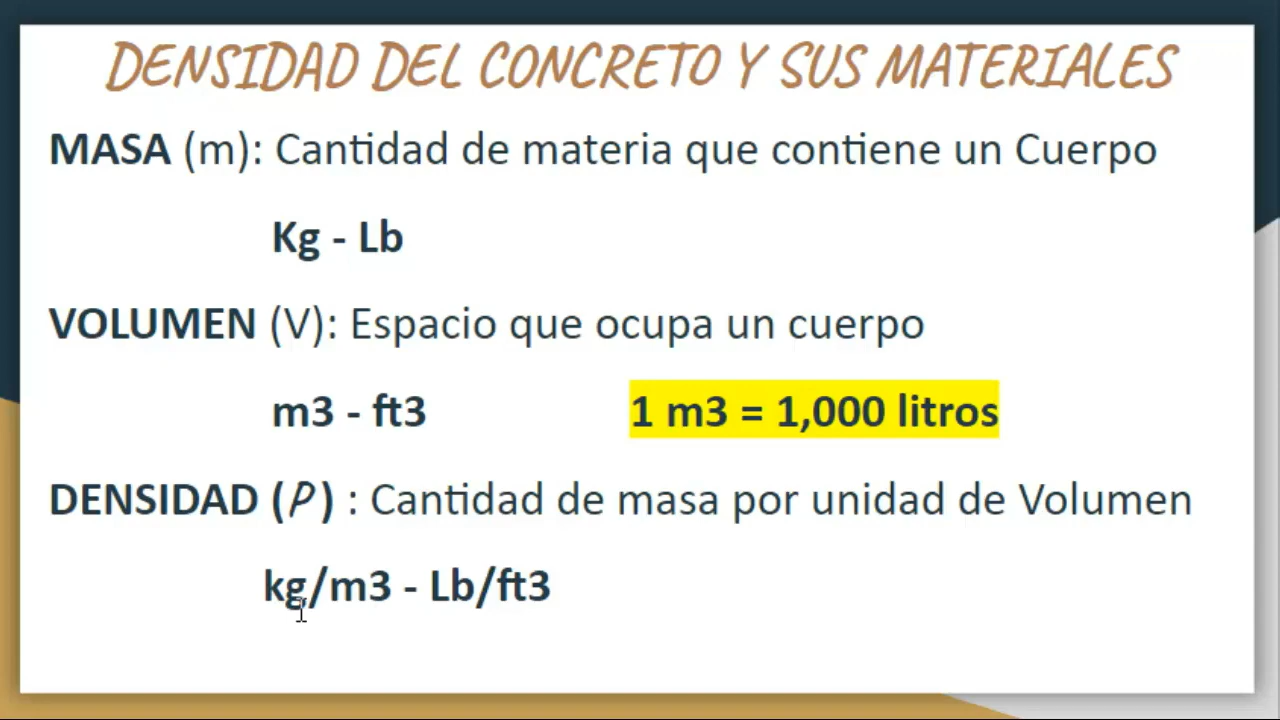 DENSIDAD DEL CONCRETO Y SUS MATERIALES
MASA (m): Cantidad de materia que contiene un Cuerpo
Kg - Lb
VOLUMEN (V): Espacio que ocupa un cuerpo
m3 - ft3 1 m3 = 1,000 litros
DENSIDAD (P) : Cantidad de masa por unidad de Volumen
kg/m3 - Lb/ft3